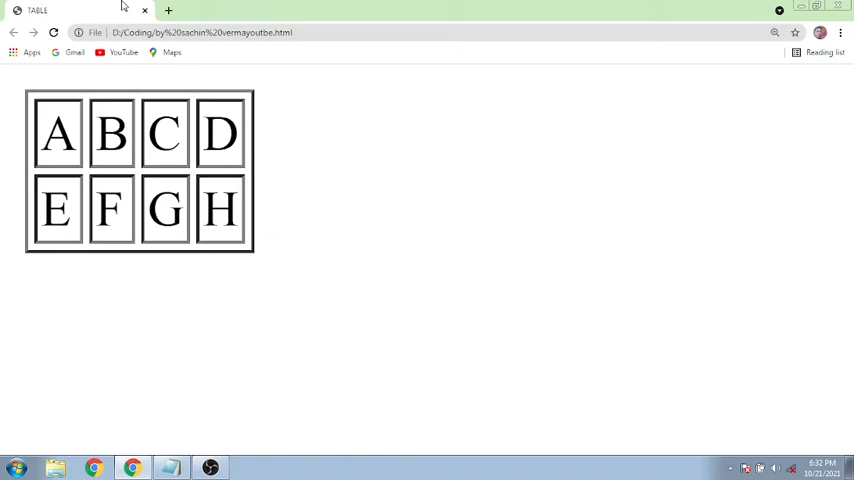 TABLE
File D:/Coding/by%20sachin%20vermayoutbe.html
Apps Gmail YouTube Maps Reading list
A B C D
E F G H
6:32 PM
10/21/2021